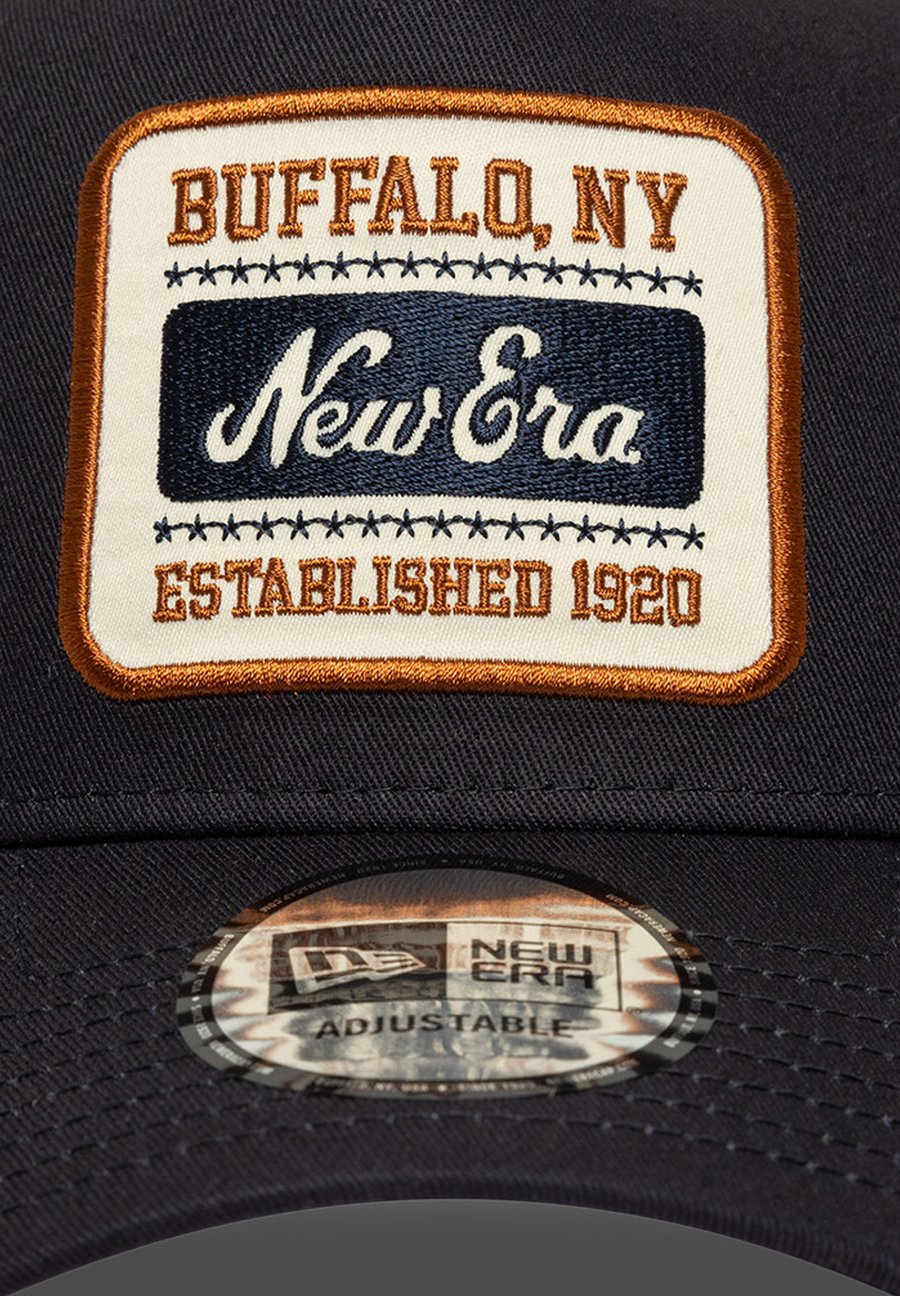 BUFFALO, NY
New Era
ESTABLISHED 1920
NEW
ERA
ADJUSTABLE